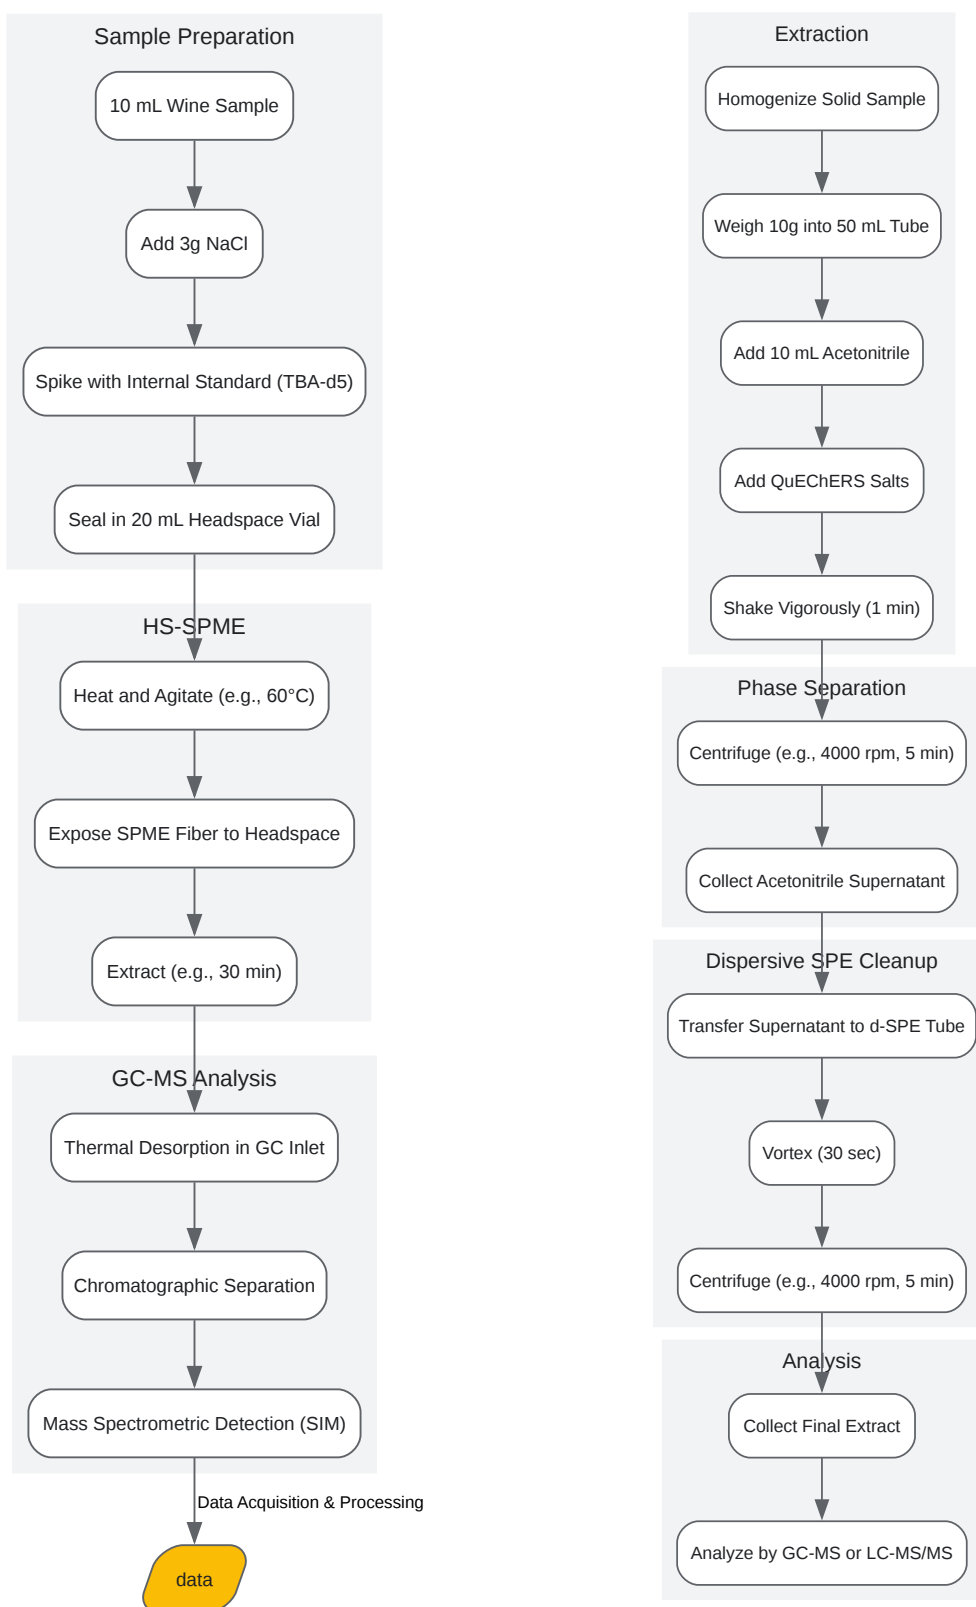 Sample Preparation
10 mL Wine Sample
Add 3g NaCl
Spike with Internal Standard (TBA-d5)
Seal in 20 mL Headspace Vial
HS-SPME
Heat and Agitate (e.g., 60°C)
Expose SPME Fiber to Headspace
Extract (e.g., 30 min)
GC-MS Analysis
Thermal Desorption in GC Inlet
Chromatographic Separation
Mass Spectrometric Detection (SIM)
Data Acquisition & Processing
data
Extraction
Homogenize Solid Sample
Weigh 10g into 50 mL Tube
Add 10 mL Acetonitrile
Add QuEChERS Salts
Shake Vigorously (1 min)
Phase Separation
Centrifuge (e.g., 4000 rpm, 5 min)
Collect Acetonitrile Supernatant
Dispersive SPE Cleanup
Transfer Supernatant to d-SPE Tube
Vortex (30 sec)
Centrifuge (e.g., 4000 rpm, 5 min)
Analysis
Collect Final Extract
Analyze by GC-MS or LC-MS/MS